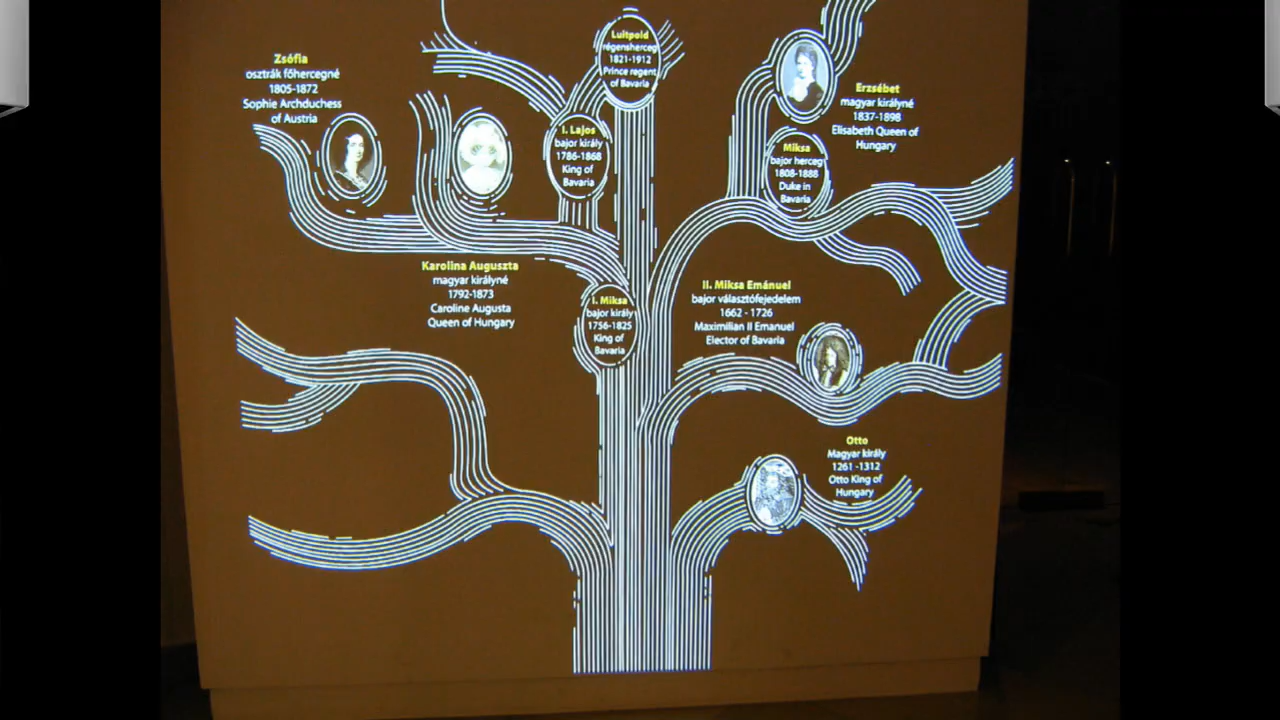 Luitpold
régensherceg
1821-1912
Prince regent
of Bavaria
Zsófia
osztrák főhercegné
1805-1872
Sophie Archduchess
of Austria
Erzsébet
magyar királyné
1837-1898
Elisabeth Queen of
Hungary
I. Lajos
bajor király
1786-1868
King of
Bavaria
Miksa
bajor herceg
1808-1888
Duke in
Bavaria
Karolina Auguszta
magyar királyné
1792-1873
Caroline Augusta
Queen of Hungary
I. Miksa
bajor király
1756-1825
King of
Bavaria
II. Miksa Emánuel
bajor választófejedelem
1662 - 1726
Maximilian II Emanuel
Elector of Bavaria
Otto
Magyar király
1261 -1312
Otto King of
Hungary